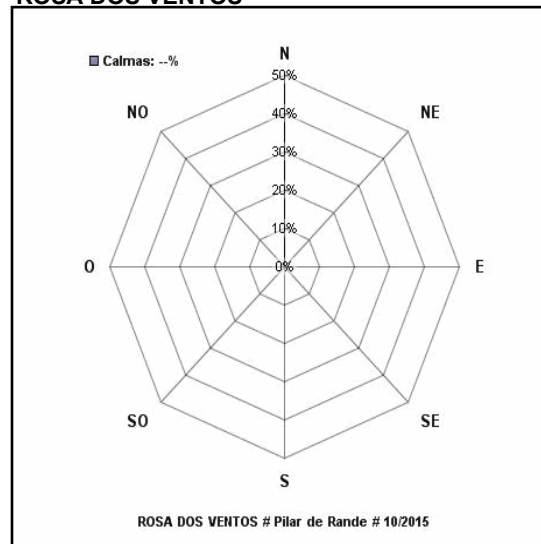 ROSA DOS VENTOS
N
Calmas: --%
50%
NO
NE
40%
30%
20%
10%
O
0%
E
SO
SE
S
ROSA DOS VENTOS # Pilar de Rande # 10/2015